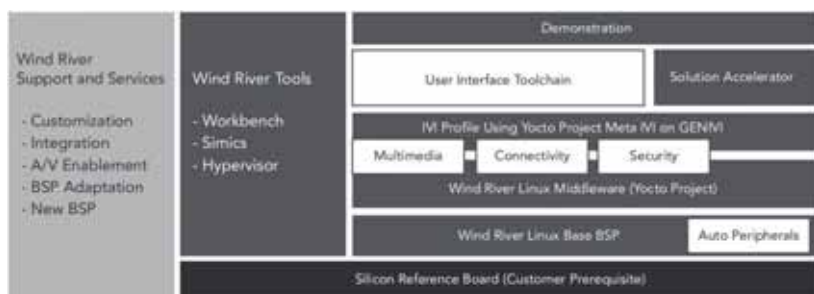 Wind River
Support and Services
- Customization
- Integration
- A/V Enablement
- BSP Adaptation
- New BSP
Wind River Tools
- Workbench
- Simics
- Hypervisor
Demonstration
User Interface Toolchain
Solution Accelerator
IVI Profile Using Yocto Project Meta IVI on GENIVI
Multimedia
Connectivity
Security
Wind River Linux Middleware (Yocto Project)
Wind River Linux Base BSP
Auto Peripherals
Silicon Reference Board (Customer Prerequisite)